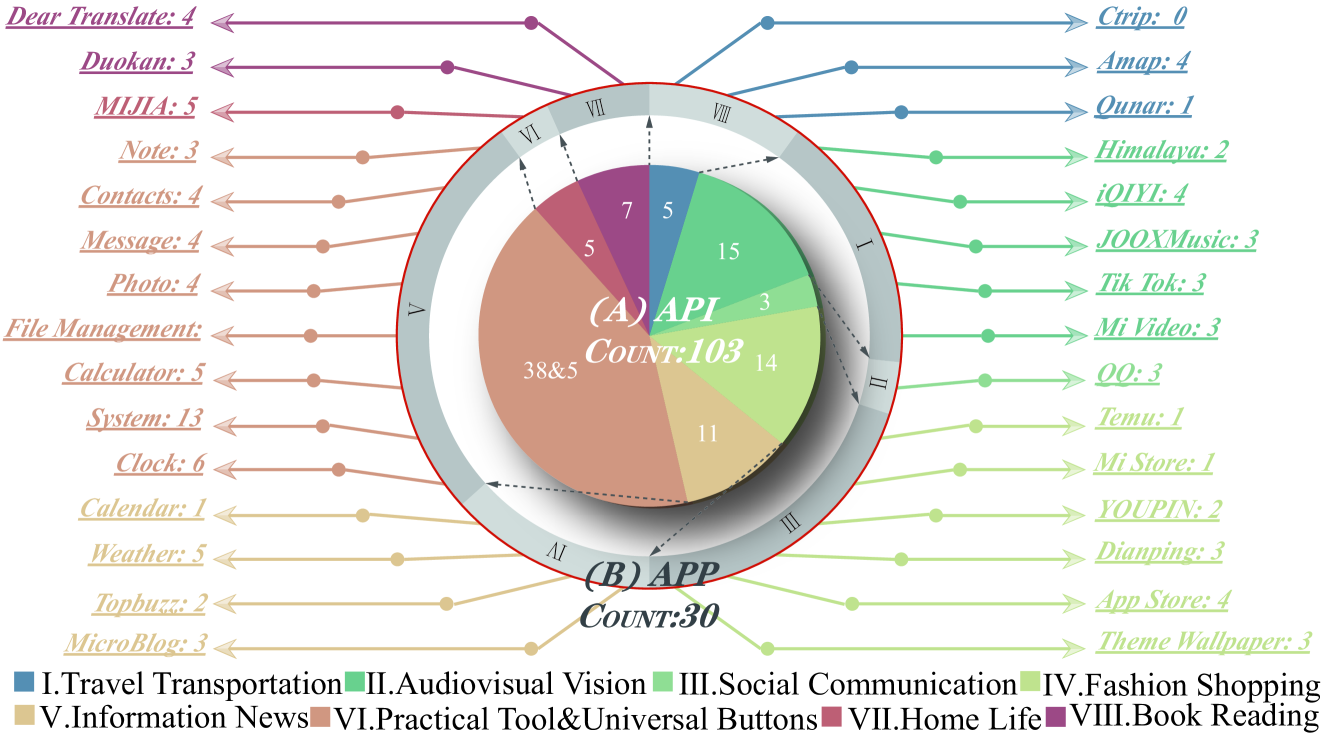 Dear Translate: 4
Duokan: 3
MIJIA: 5
Note: 3
Contacts: 4
Message: 4
Photo: 4
File Management:
Calculator: 5
System: 13
Clock: 6
Calendar: 1
Weather: 5
Topbuzz: 2
MicroBlog: 3
Ctrip: 0
Amap: 4
Qunar: 1
Himalaya: 2
iQIYI: 4
JOOXMusic: 3
Tik Tok: 3
Mi Video: 3
QQ: 3
Temu: 1
Mi Store: 1
YOUPIN: 2
Dianping: 3
App Store: 4
Theme Wallpaper: 3
VIII
I
II
III
IV
V
VI
VII
5
15
3
14
11
38&5
5
7
(A) API
COUNT:103
(B) APP
COUNT:30
I.Travel Transportation II.Audiovisual Vision III.Social Communication IV.Fashion Shopping
V.Information News VI.Practical Tool&Universal Buttons VII.Home Life VIII.Book Reading